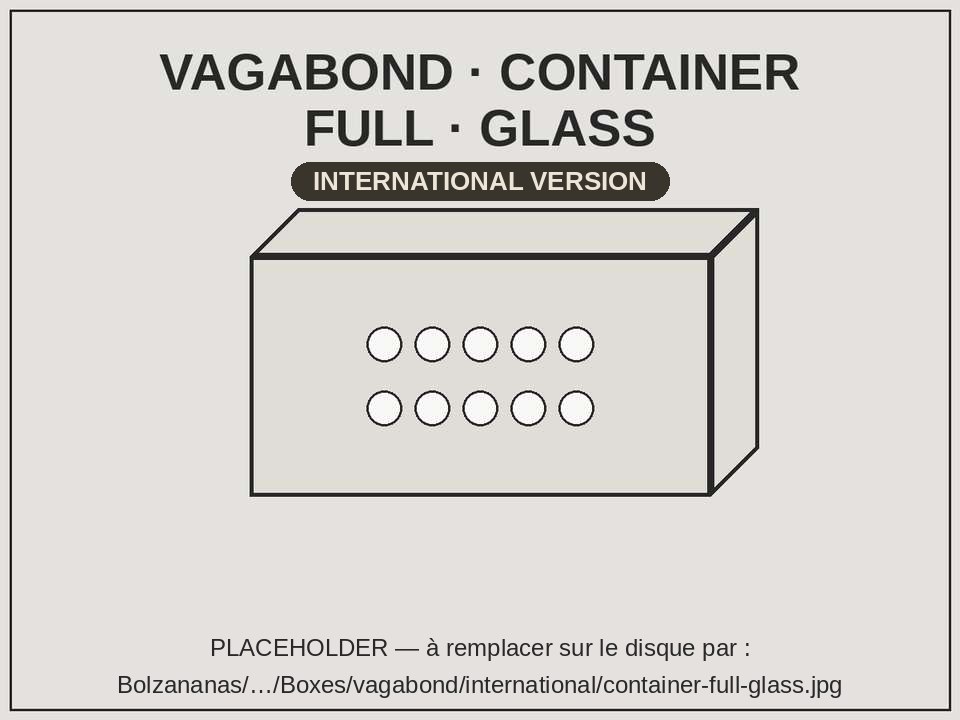 VAGABOND · CONTAINER
FULL · GLASS
INTERNATIONAL VERSION
PLACEHOLDER — à remplacer sur le disque par :
Bolzananas/…/Boxes/vagabond/international/container-full-glass.jpg